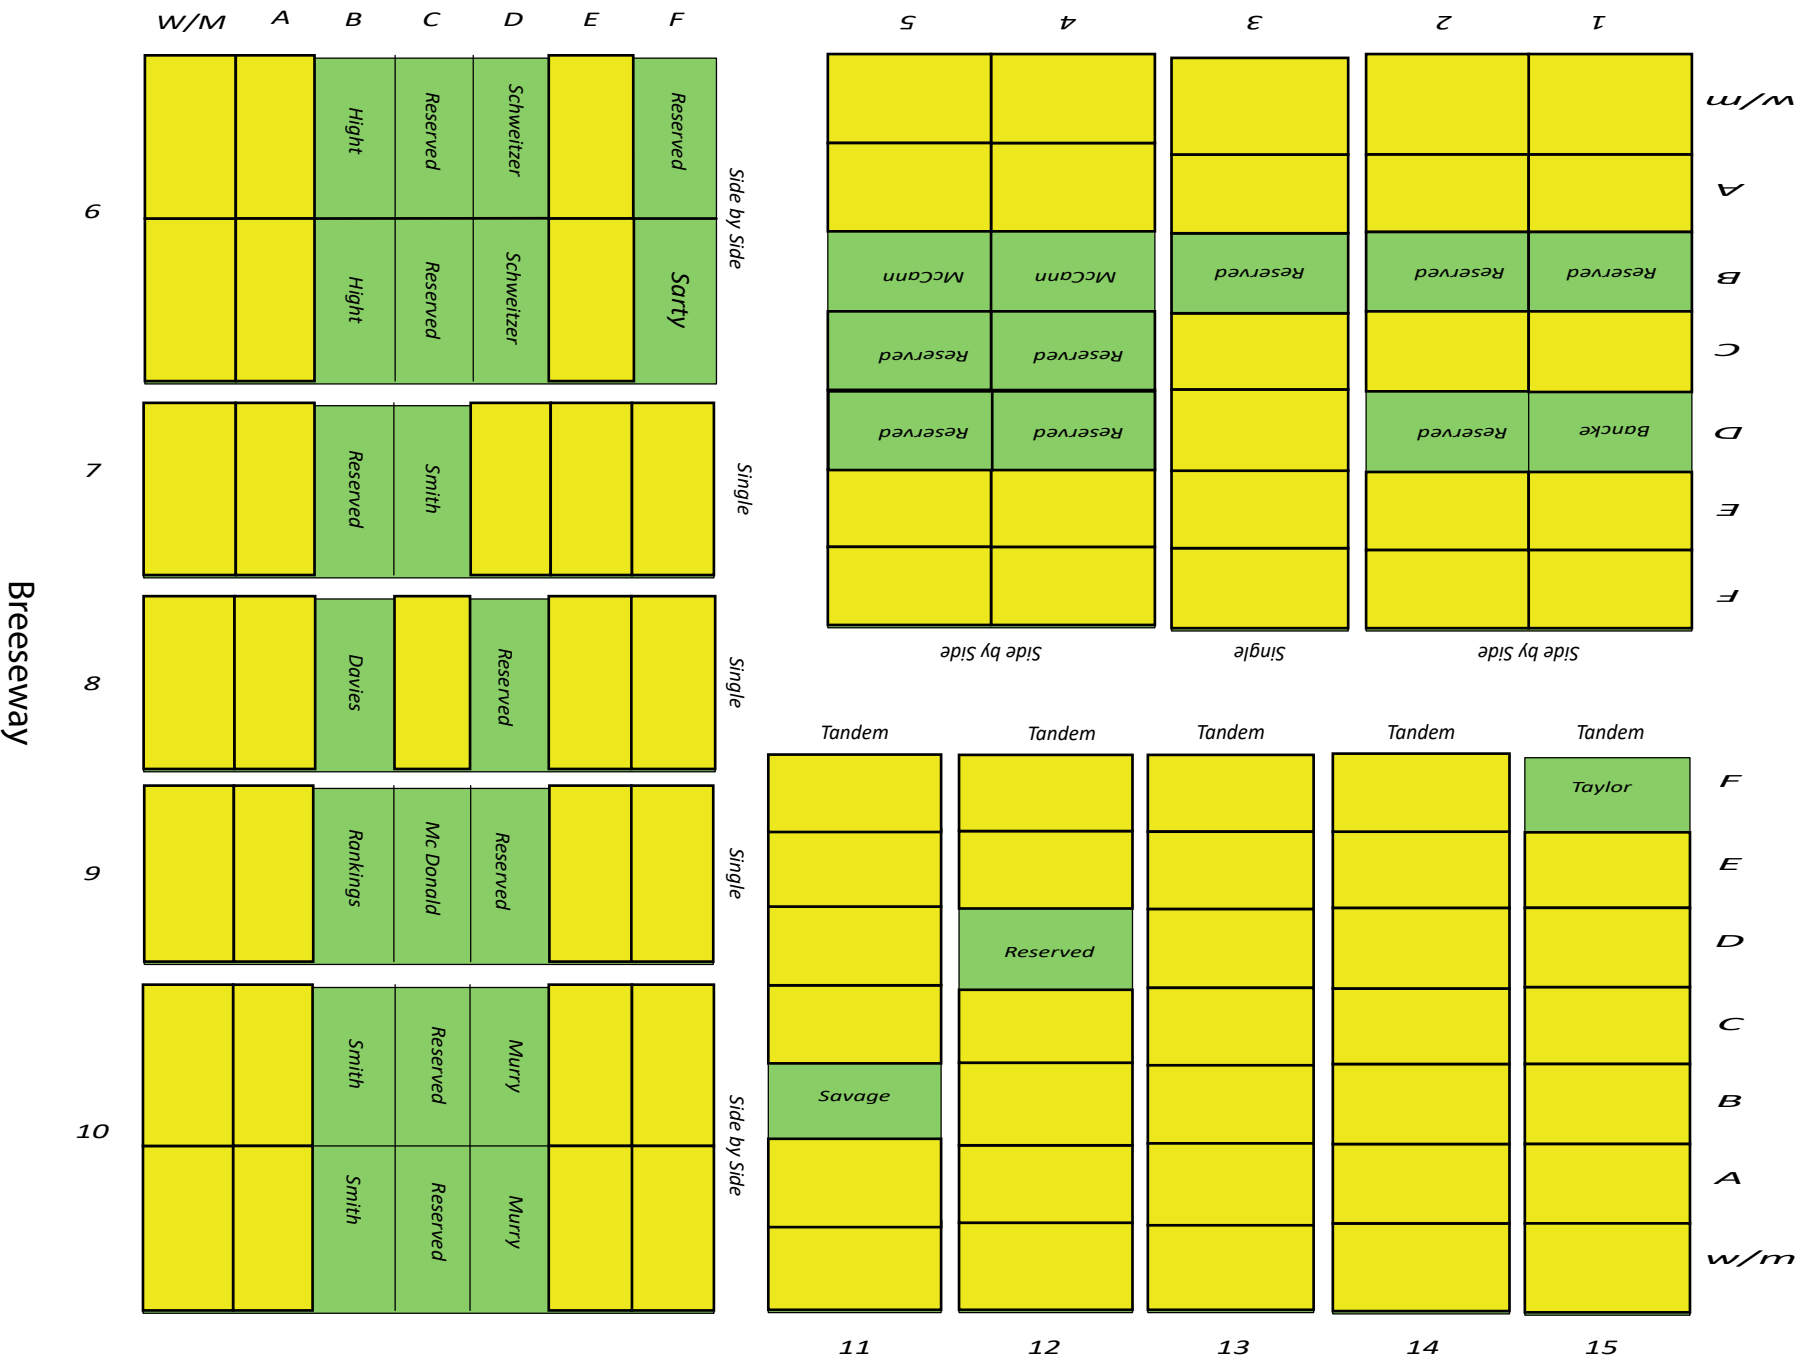 W/M A B C D E F
6
Hight Reserved Schweitzer Reserved
Hight Reserved Schweitzer Sarty
Side by Side
7
Reserved Smith
Single
8
Davies Reserved
Single
9
Rankings Mc Donald Reserved
Single
10
Smith Reserved Murry
Smith Reserved Murry
Side by Side
Breeseway
5 4 3 2 1
w/m
A
McCann McCann Reserved Reserved Reserved B
Reserved Reserved C
Reserved Reserved Reserved Bancke D
E
F
Side by Side Single Side by Side
Tandem Tandem Tandem Tandem Tandem
Taylor F
E
Reserved D
C
Savage B
A
w/m
11 12 13 14 15